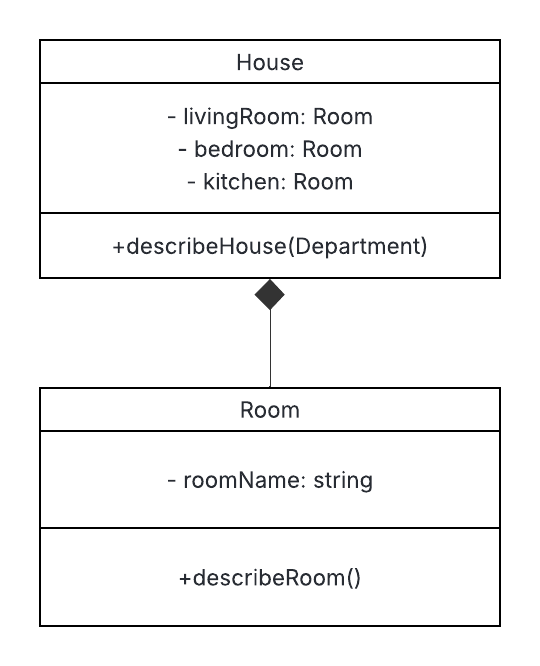 House
- livingRoom: Room
- bedroom: Room
- kitchen: Room
+describeHouse(Department)
Room
- roomName: string
+describeRoom()